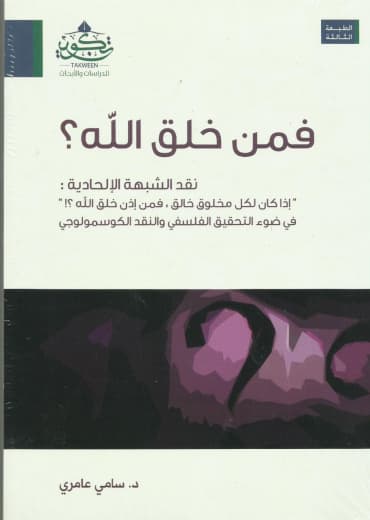 الطبعة
الثالثة
تكوين
TAKWEEN
للدراسات والأبحاث
فمن خلق الله؟
نقد الشبهة الإلحادية :
"إذا كان لكل مخلوق خالق، فمن إذن خلق الله ؟!"
في ضوء التحقيق الفلسفي والنقد الكوسمولوجي
د. سامي عامري